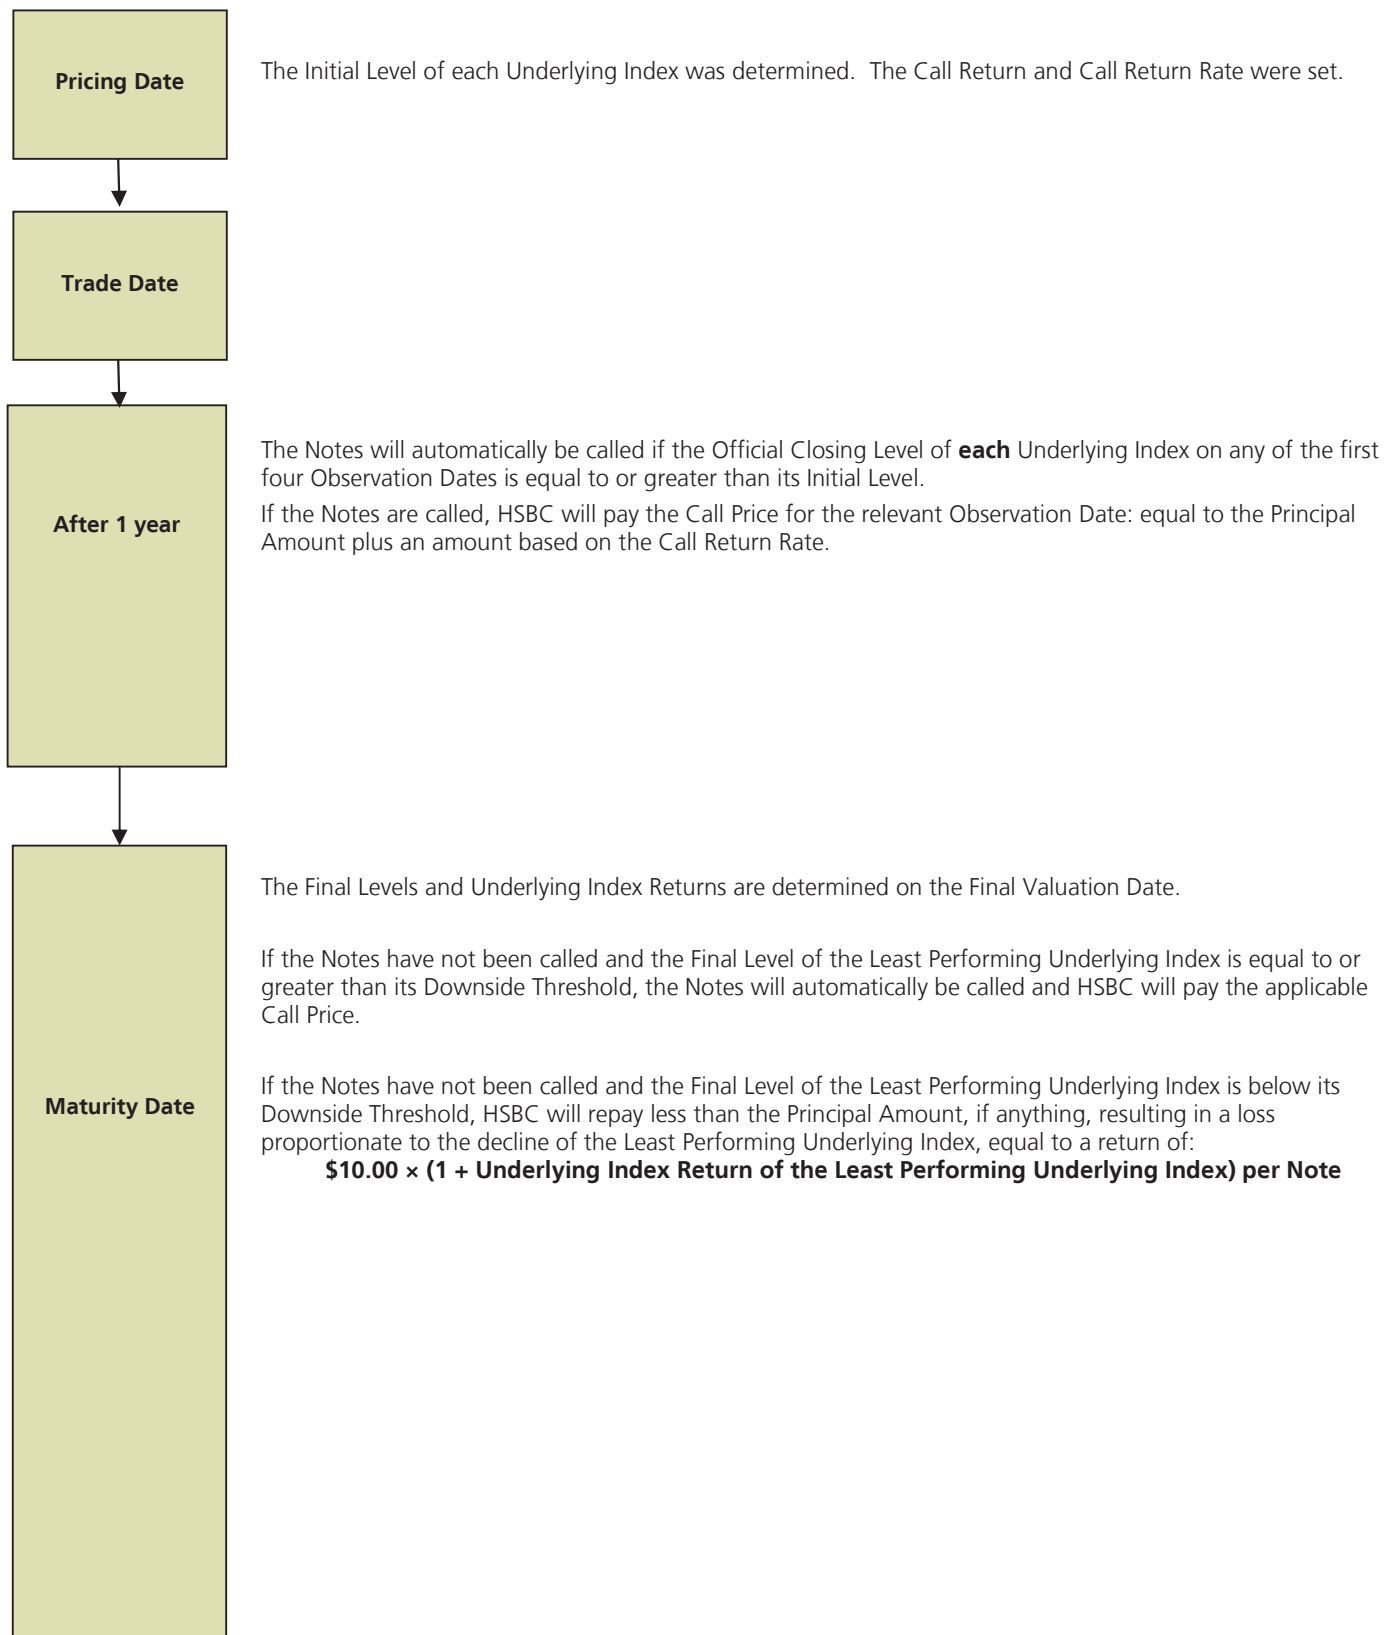 Pricing Date
The Initial Level of each Underlying Index was determined.  The Call Return and Call Return Rate were set.
Trade Date
After 1 year
The Notes will automatically be called if the Official Closing Level of each Underlying Index on any of the first
four Observation Dates is equal to or greater than its Initial Level.
If the Notes are called, HSBC will pay the Call Price for the relevant Observation Date: equal to the Principal
Amount plus an amount based on the Call Return Rate.
Maturity Date
The Final Levels and Underlying Index Returns are determined on the Final Valuation Date.
If the Notes have not been called and the Final Level of the Least Performing Underlying Index is equal to or
greater than its Downside Threshold, the Notes will automatically be called and HSBC will pay the applicable
Call Price.
If the Notes have not been called and the Final Level of the Least Performing Underlying Index is below its
Downside Threshold, HSBC will repay less than the Principal Amount, if anything, resulting in a loss
proportionate to the decline of the Least Performing Underlying Index, equal to a return of:
$10.00 × (1 + Underlying Index Return of the Least Performing Underlying Index) per Note